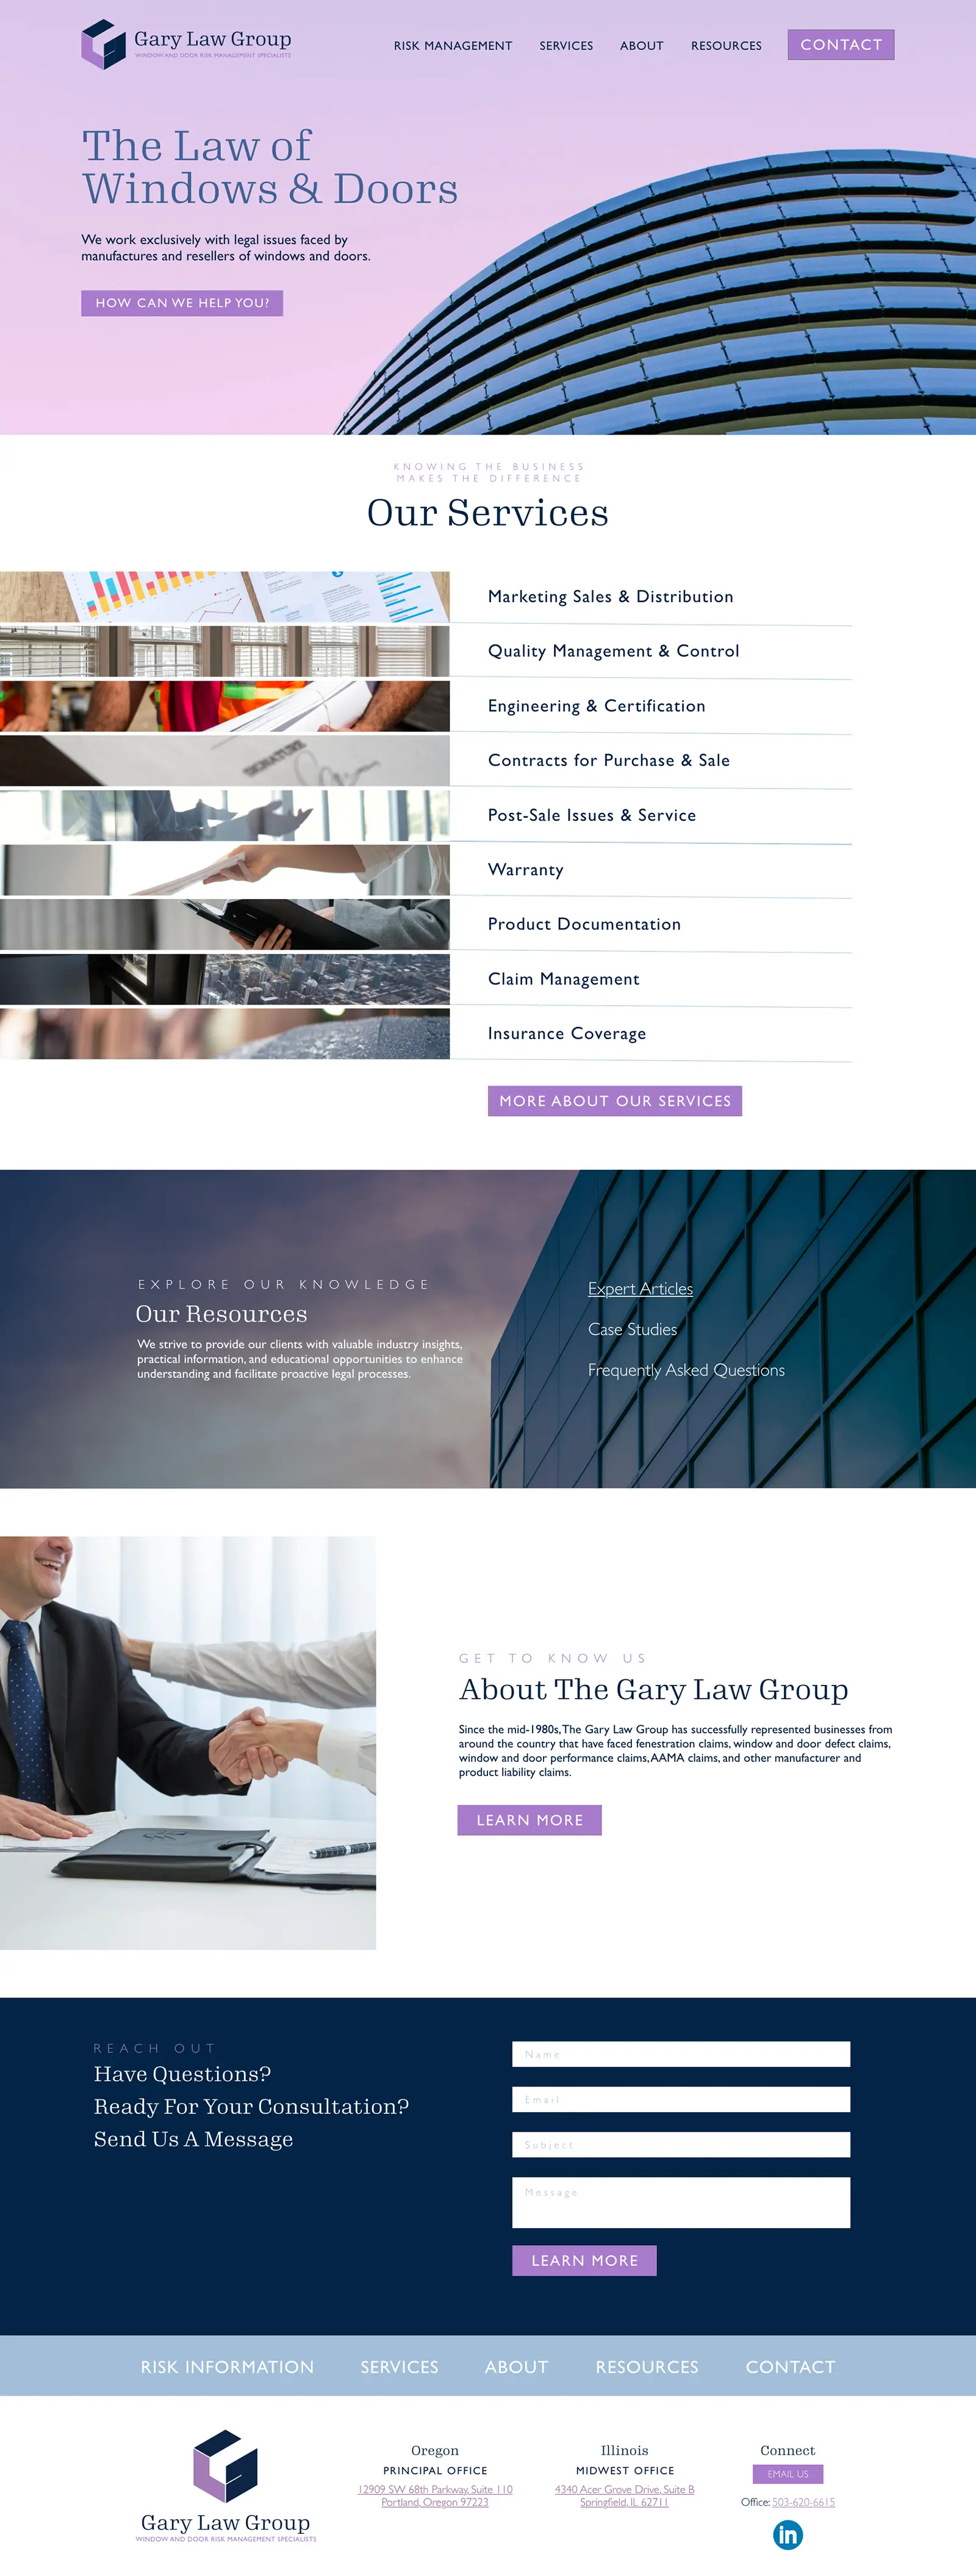 Gary Law Group
WINDOW AND DOOR RISK MANAGEMENT SPECIALISTS
RISK MANAGEMENT SERVICES ABOUT RESOURCES CONTACT
The Law of
Windows & Doors
We work exclusively with legal issues faced by
manufactures and resellers of windows and doors.
HOW CAN WE HELP YOU?
KNOWING THE BUSINESS
MAKES THE DIFFERENCE
Our Services
Marketing Sales & Distribution
Quality Management & Control
Engineering & Certification
Contracts for Purchase & Sale
SIGNATURE
Post-Sale Issues & Service
Warranty
Product Documentation
Claim Management
Insurance Coverage
MORE ABOUT OUR SERVICES
EXPLORE OUR KNOWLEDGE
Our Resources
We strive to provide our clients with valuable industry insights,
practical information, and educational opportunities to enhance
understanding and facilitate proactive legal processes.
Expert Articles
Case Studies
Frequently Asked Questions
GET TO KNOW US
About The Gary Law Group
Since the mid-1980s, The Gary Law Group has successfully represented businesses from
around the country that have faced fenestration claims, window and door defect claims,
window and door performance claims, AAMA claims, and other manufacturer and
product liability claims.
LEARN MORE
REACH OUT
Have Questions?
Ready For Your Consultation?
Send Us A Message
Name
Email
Subject
Message
LEARN MORE
RISK INFORMATION SERVICES ABOUT RESOURCES CONTACT
Gary Law Group
WINDOW AND DOOR RISK MANAGEMENT SPECIALISTS
Oregon
PRINCIPAL OFFICE
12909 SW 68th Parkway, Suite 110
Portland, Oregon 97223
Illinois
MIDWEST OFFICE
4340 Acer Grove Drive, Suite B
Springfield, IL 62711
Connect
EMAIL US
Office: 503-620-6615
in